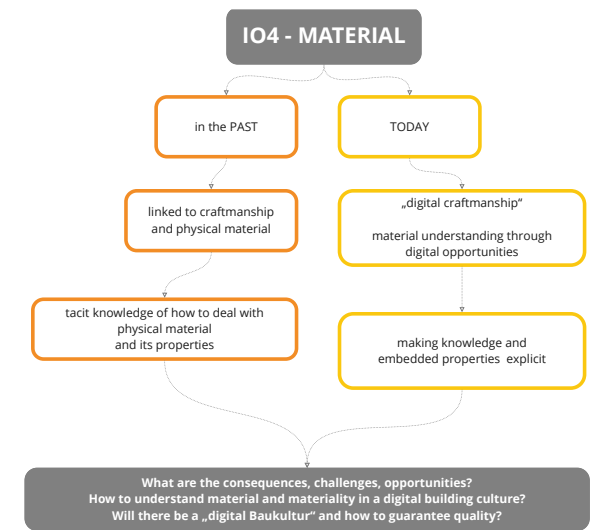 IO4 - MATERIAL
in the PAST
TODAY
linked to craftmanship
and physical material
„digital craftmanship“
material understanding through
digital opportunities
tacit knowledge of how to deal with
physical material
and its properties
making knowledge and
embedded properties explicit
What are the consequences, challenges, opportunities?
How to understand material and materiality in a digital building culture?
Will there be a „digital Baukultur“ and how to guarantee quality?